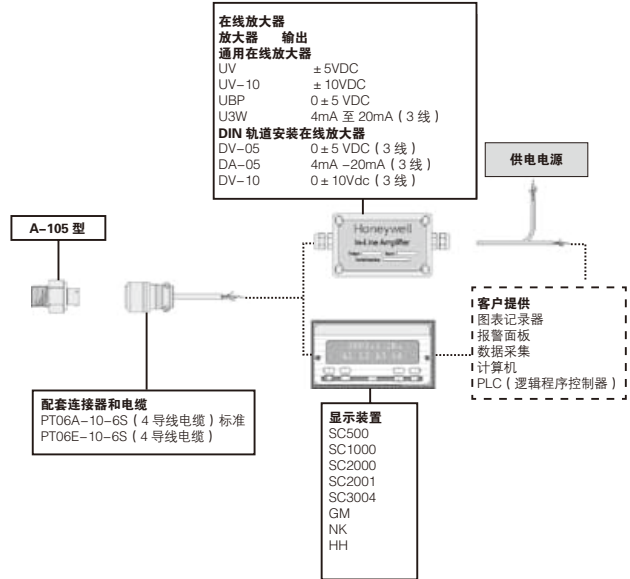 在线放大器
放大器 输出
通用在线放大器
UV ±5VDC
UV-10 ±10VDC
UBP 0±5 VDC
U3W 4mA 至 20mA（3 线）
DIN 轨道安装在线放大器
DV-05 0±5 VDC（3 线）
DA-05 4mA -20mA（3 线）
DV-10 0±10Vdc（3 线）
供电电源
A-105 型
Honeywell
In-Line Amplifier
客户提供
图表记录器
报警面板
数据采集
计算机
PLC（逻辑程序控制器）
配套连接器和电缆
PT06A-10-6S（4 导线电缆）标准
PT06E-10-6S（4 导线电缆）
显示装置
SC500
SC1000
SC2000
SC2001
SC3004
GM
NK
HH